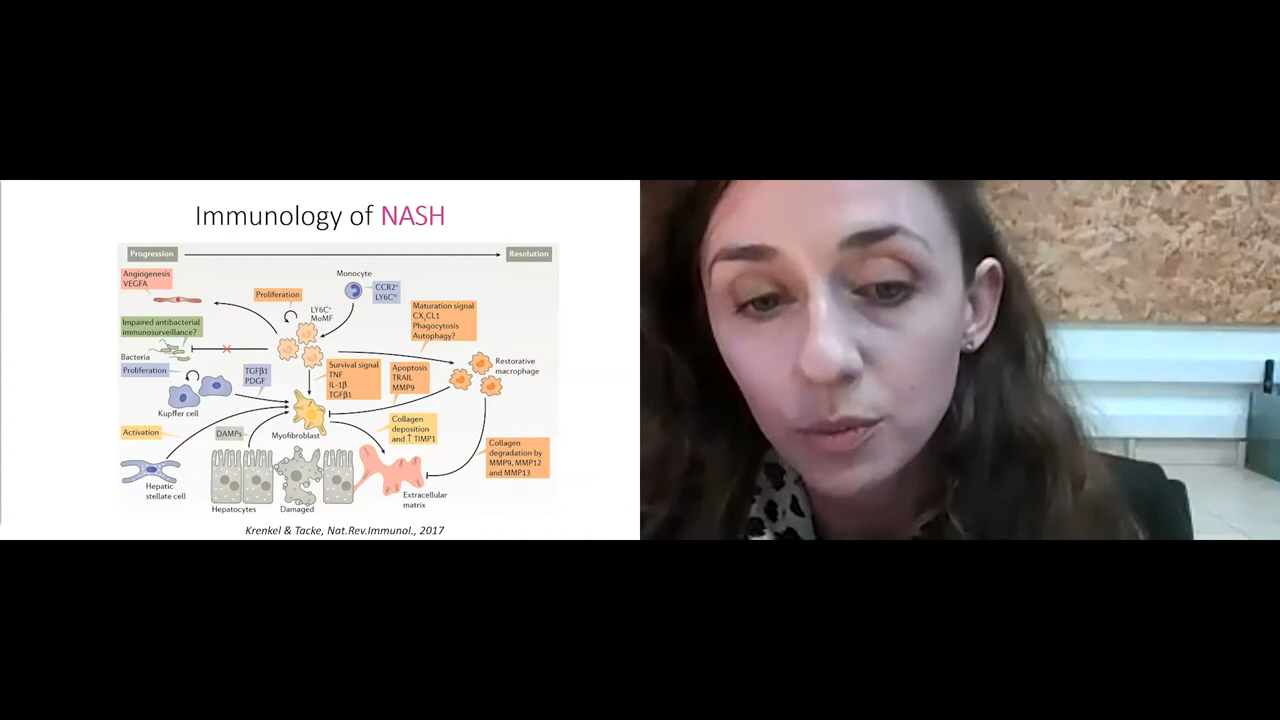 Immunology of NASH
Progression
Resolution
Angiogenesis
VEGFA
Monocyte
CCR2⁺
LY6Cʰⁱ
Proliferation
LY6C⁺
MoMF
Maturation signal
CX₃CL1
Phagocytosis
Autophagy?
Impaired antibacterial
immunosurveillance?
Bacteria
Proliferation
TGFβ1
PDGF
Kupffer cell
Survival signal
TNF
IL-1β
TGFβ1
Apoptosis
TRAIL
MMP9
Restorative
macrophage
Activation
DAMPs
Myofibroblast
Collagen
deposition
and ↑ TIMP1
Collagen
degradation by
MMP9, MMP12
and MMP13
Hepatic
stellate cell
Hepatocytes
Damaged
Extracellular
matrix
Krenkel & Tacke, Nat.Rev.Immunol., 2017